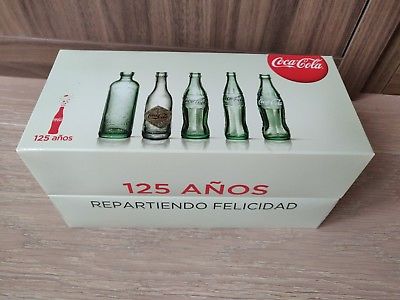 Coca-Cola
125 años
125 AÑOS
REPARTIENDO FELICIDAD